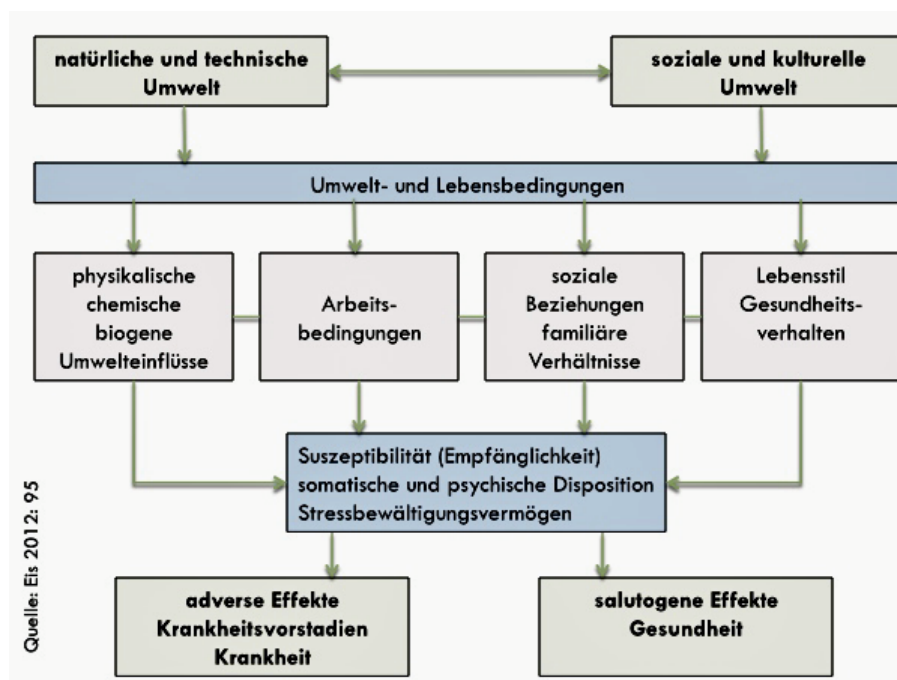 natürliche und technische
Umwelt
soziale und kulturelle
Umwelt
Umwelt- und Lebensbedingungen
physikalische
chemische
biogene
Umwelteinflüsse
Arbeits-
bedingungen
soziale
Beziehungen
familiäre
Verhältnisse
Lebensstil
Gesundheits-
verhalten
Suszeptibilität (Empfänglichkeit)
somatische und psychische Disposition
Stressbewältigungsvermögen
adverse Effekte
Krankheitsvorstadien
Krankheit
salutogene Effekte
Gesundheit
Quelle: Eis 2012: 95